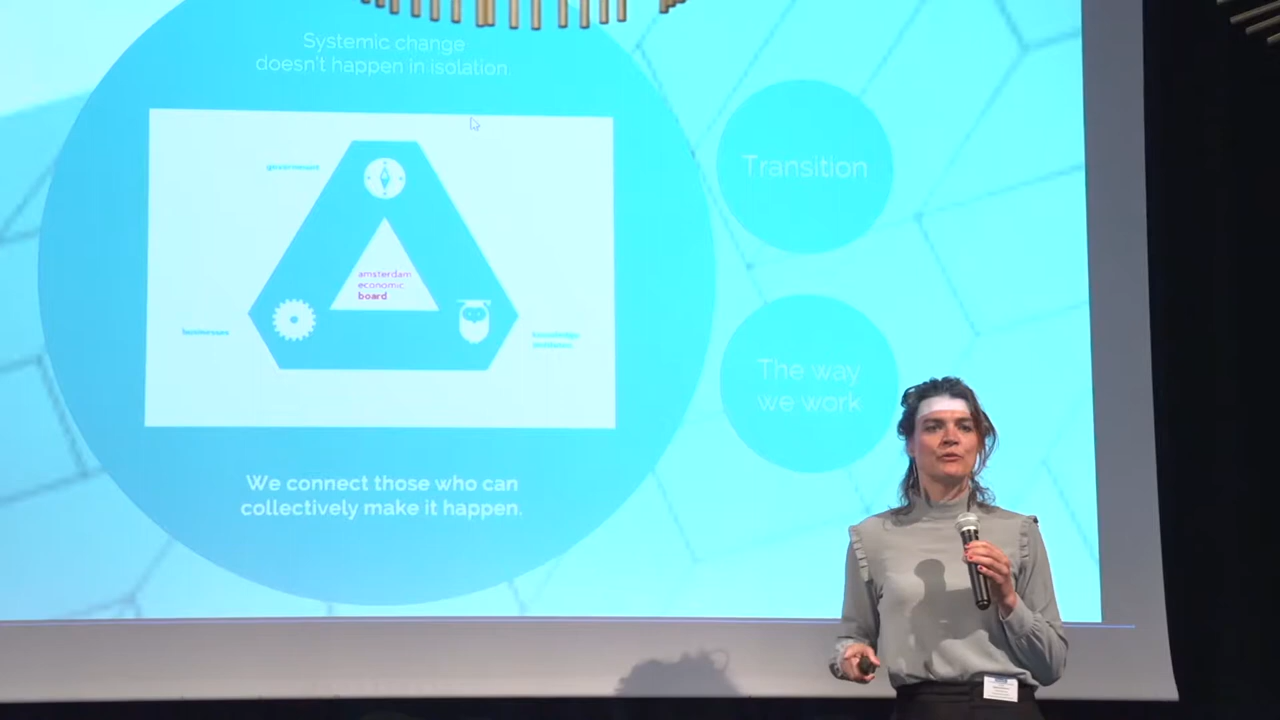 Systemic change
doesn't happen in isolation.
government
amsterdam
economic
board
businesses
knowledge
institutes
We connect those who can
collectively make it happen.
Transition
The way
we work